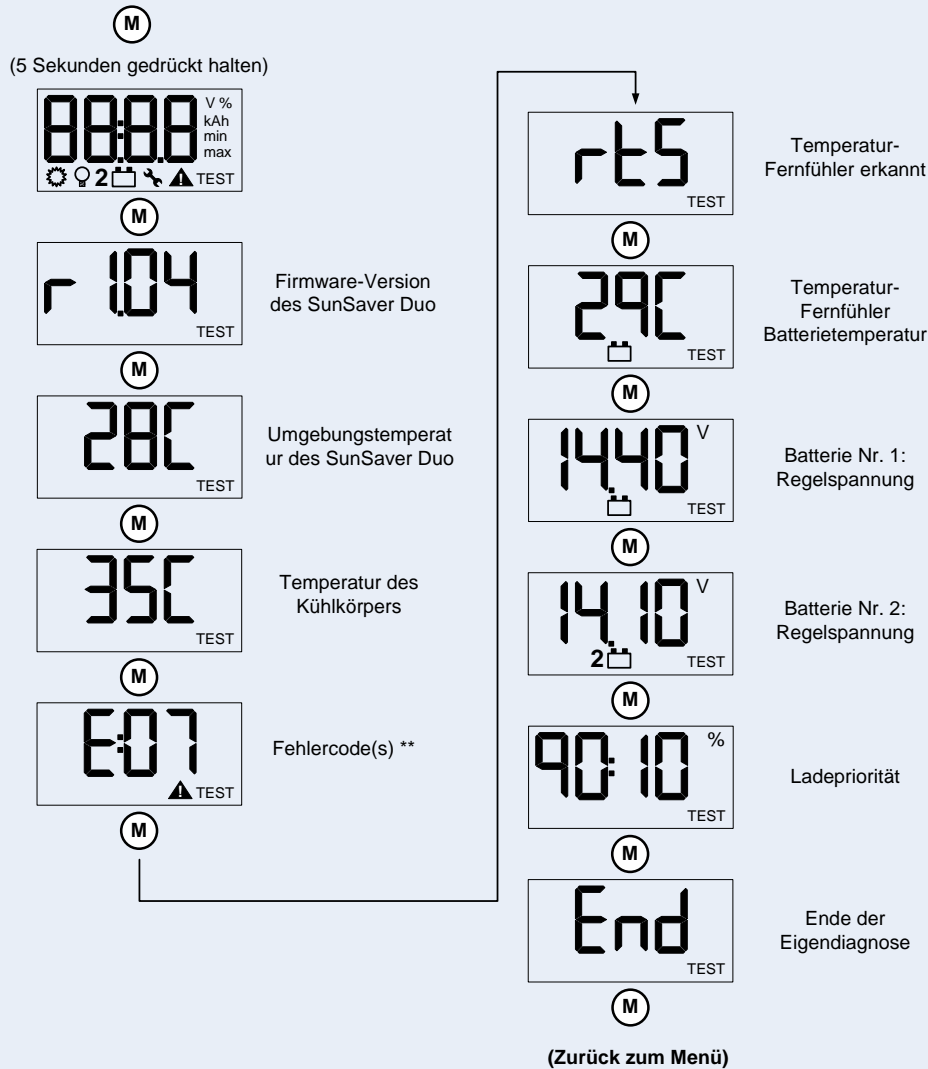 M
(5 Sekunden gedrückt halten)
88:8.8
V %
kAh
min
max
2
TEST
M
r 1.04
TEST
Firmware-Version
des SunSaver Duo
M
28C
TEST
Umgebungstemperat
ur des SunSaver Duo
M
35C
TEST
Temperatur des
Kühlkörpers
M
E:07
TEST
Fehlercode(s) **
M
rtS
TEST
Temperatur-
Fernfühler erkannt
M
29C
TEST
Temperatur-
Fernfühler
Batterietemperatur
M
14.40 V
TEST
Batterie Nr. 1:
Regelspannung
M
14.10 V
2
TEST
Batterie Nr. 2:
Regelspannung
M
90:10 %
TEST
Ladepriorität
M
End
TEST
Ende der
Eigendiagnose
M
(Zurück zum Menü)